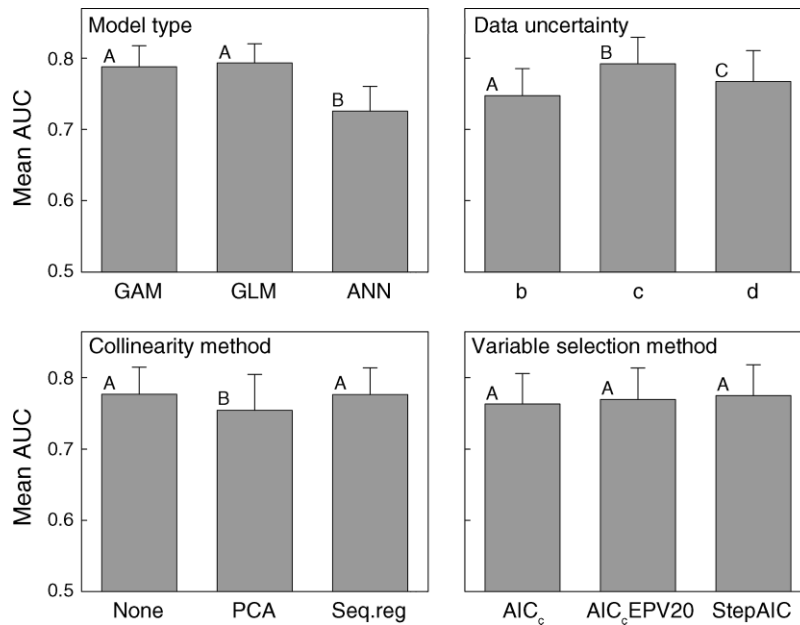 Model type
Mean AUC
0.8
0.7
0.6
0.5
A
A
B
GAM GLM ANN
Data uncertainty
A
B
C
b c d
Collinearity method
Mean AUC
0.8
0.7
0.6
0.5
A
B
A
None PCA Seq.reg
Variable selection method
A
A
A
AICc AICcEPV20 StepAIC